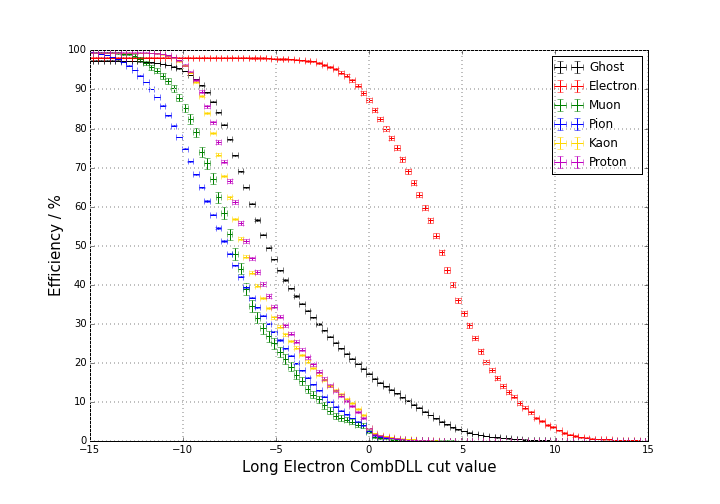 100
90
80
70
60
50
40
30
20
10
0
Efficiency / %
−15
−10
−5
0
5
10
15
Long Electron CombDLL cut value
Ghost
Electron
Muon
Pion
Kaon
Proton